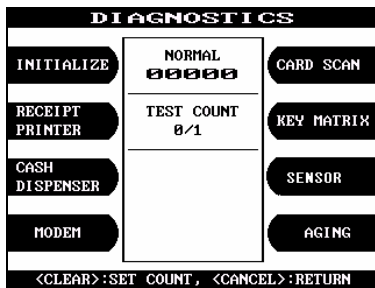 DIAGNOSTICS
INITIALIZE
RECEIPT
PRINTER
CASH
DISPENSER
MODEM
NORMAL
00000
TEST COUNT
0/1
CARD SCAN
KEY MATRIX
SENSOR
AGING
<CLEAR>:SET COUNT, <CANCEL>:RETURN